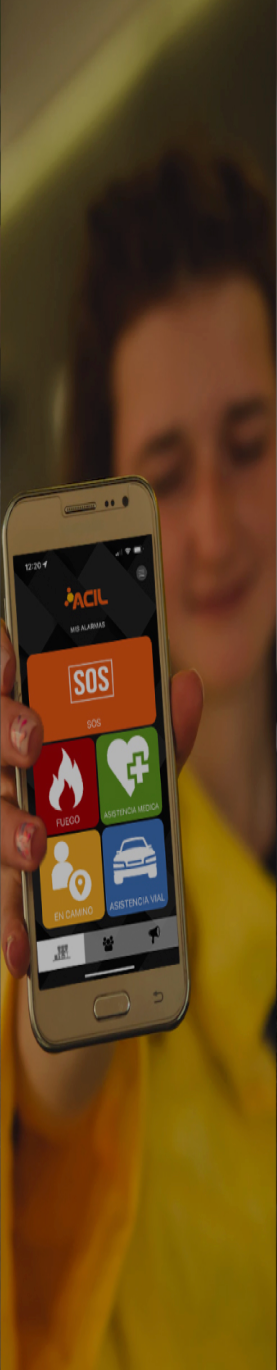 12:20
ACIL
MIS ALARMAS
SOS
SOS
FUEGO
ASISTENCIA MEDICA
EN CAMINO
ASISTENCIA VIAL